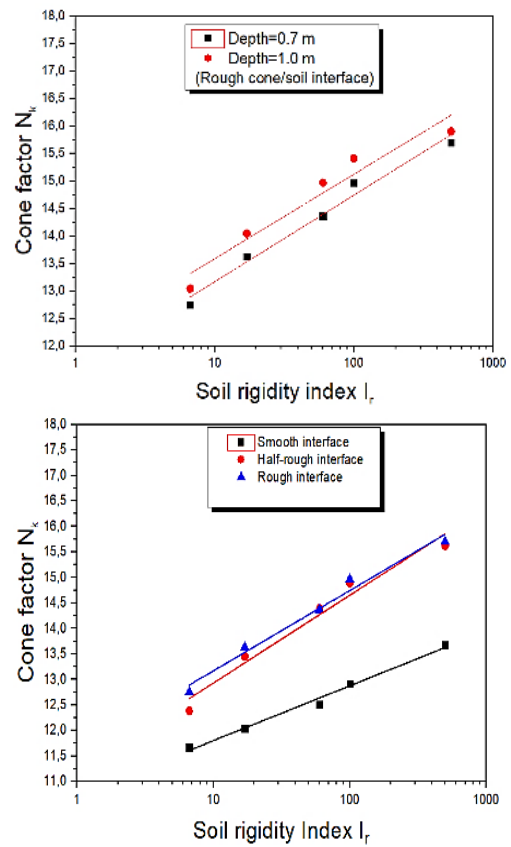 Depth=0.7 m
Depth=1.0 m
(Rough cone/soil interface)
Cone factor Nk
18,0
17,5
17,0
16,5
16,0
15,5
15,0
14,5
14,0
13,5
13,0
12,5
12,0
1 10 100 1000
Soil rigidity index Ir
Smooth interface
Half-rough interface
Rough interface
Cone factor Nk
18,0
17,5
17,0
16,5
16,0
15,5
15,0
14,5
14,0
13,5
13,0
12,5
12,0
11,5
11,0
1 10 100 1000
Soil rigidity Index Ir